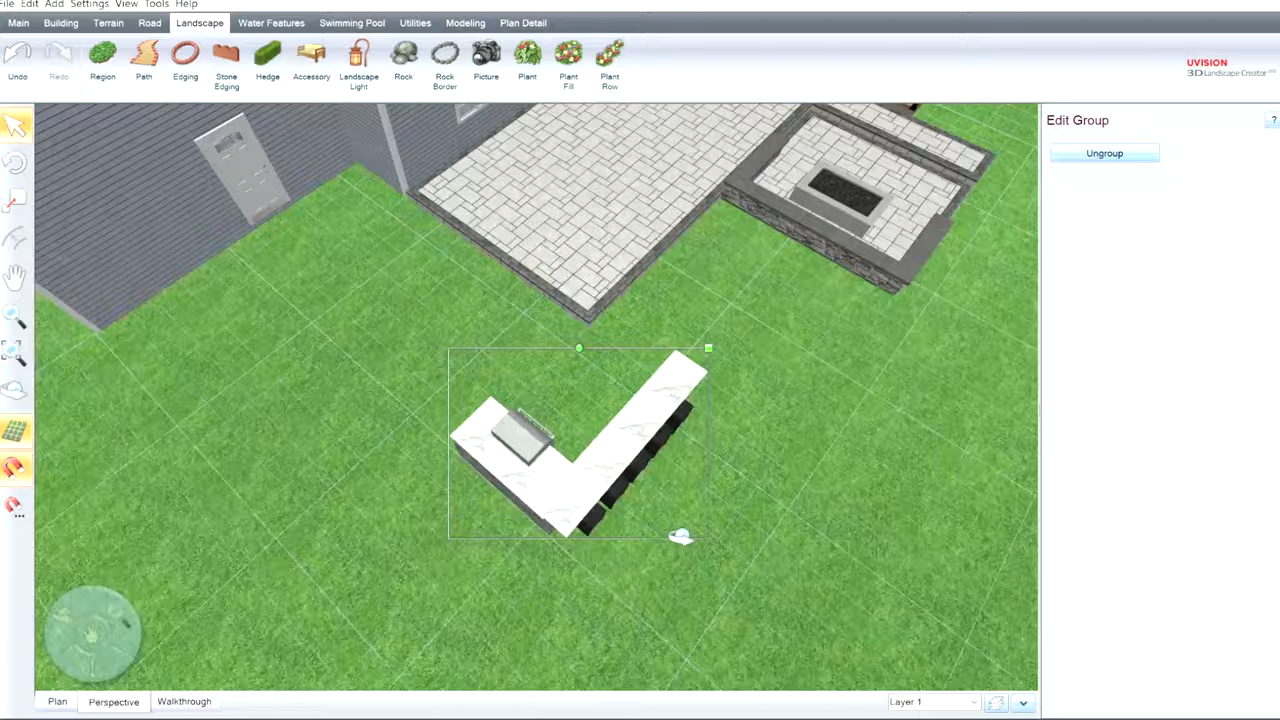 File Edit Add Settings View Tools Help
Main Building Terrain Road Landscape Water Features Swimming Pool Utilities Modeling Plan Detail
Undo Redo Region Path Edging Stone Edging Hedge Accessory Landscape Light Rock Rock Border Picture Plant Plant Fill Plant Row
UVISION
3D Landscape Creator
Edit Group
?
Ungroup
Plan Perspective Walkthrough
Layer 1